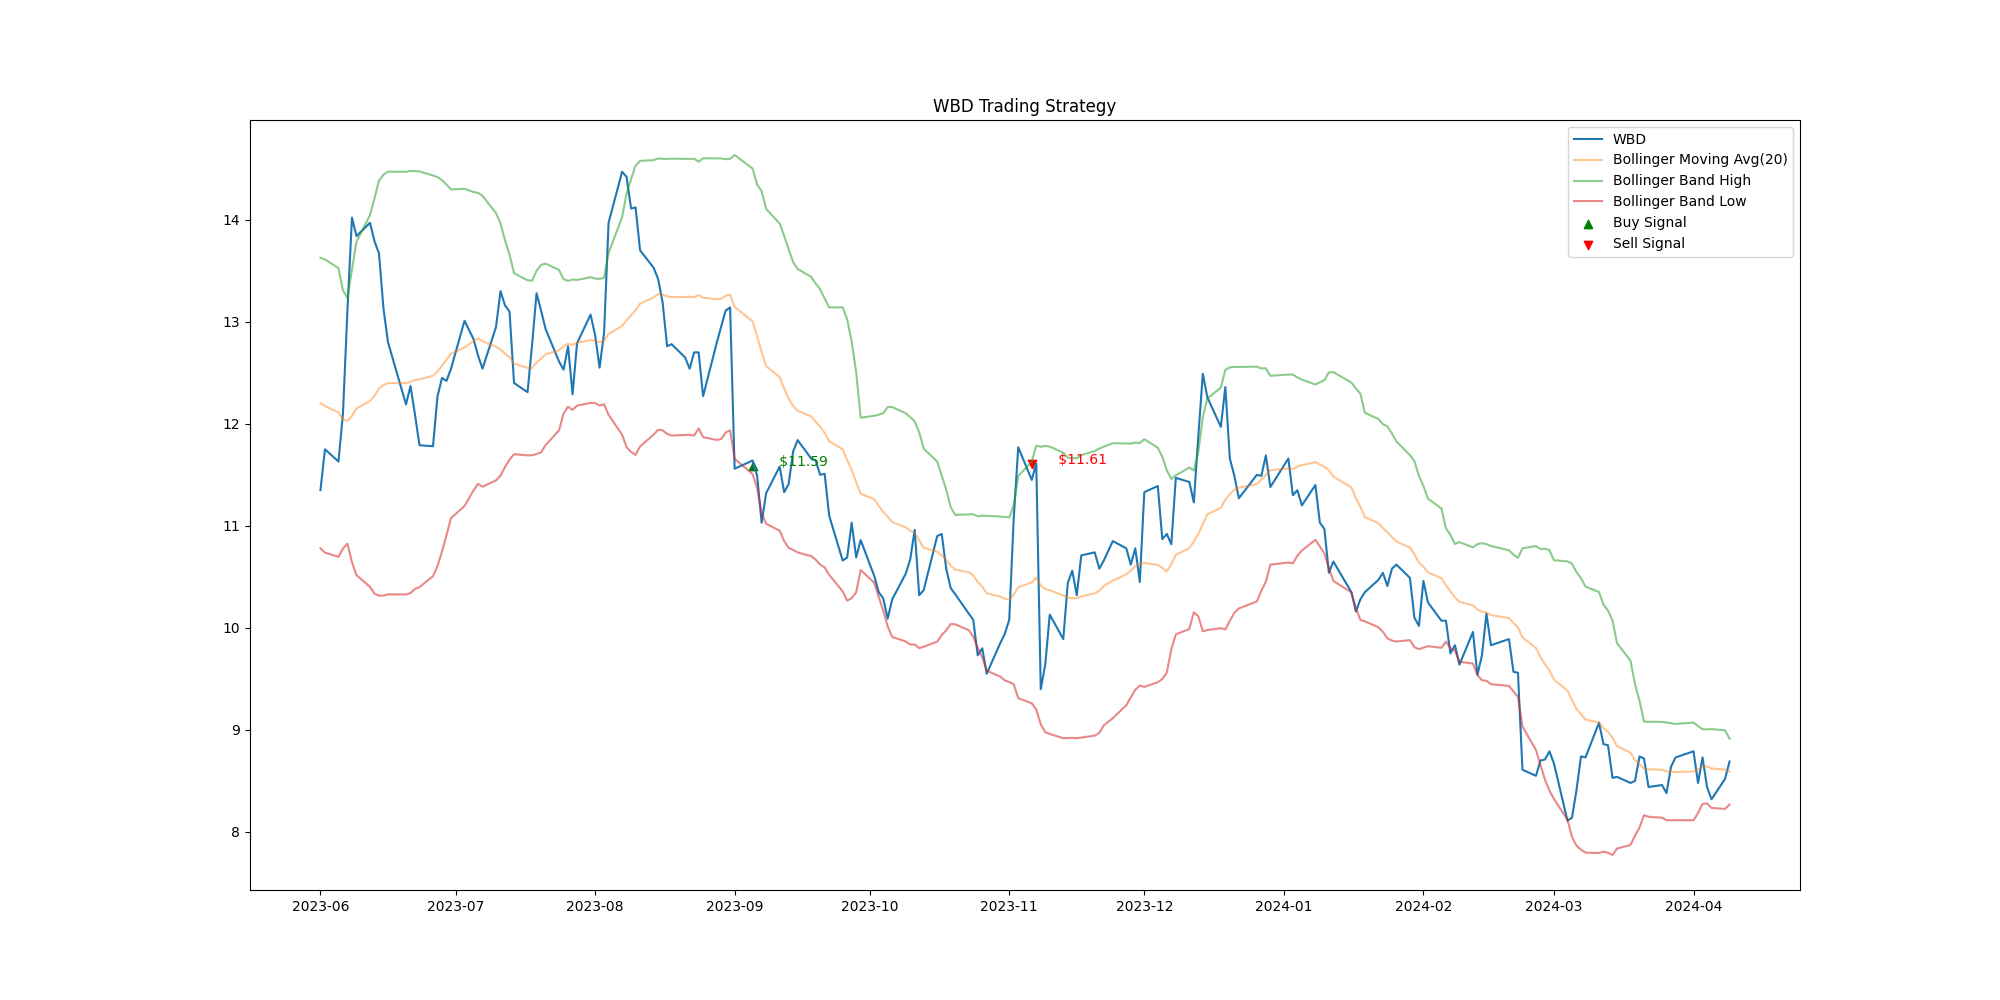 WBD Trading Strategy
WBD
Bollinger Moving Avg(20)
Bollinger Band High
Bollinger Band Low
Buy Signal
Sell Signal
14
13
12
11
10
9
8
$11.59
$11.61
2023-06 2023-07 2023-08 2023-09 2023-10 2023-11 2023-12 2024-01 2024-02 2024-03 2024-04